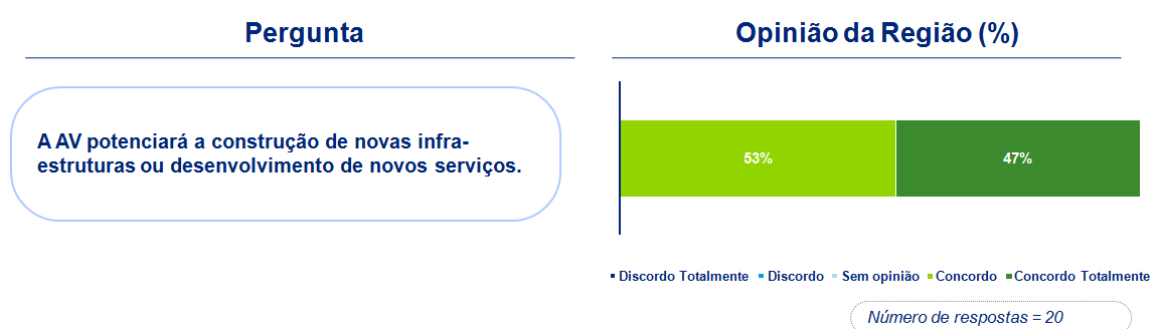 Pergunta
Opinião da Região (%)
A AV potenciará a construção de novas infra-
estruturas ou desenvolvimento de novos serviços.
53%
47%
Discordo Totalmente Discordo Sem opinião Concordo Concordo Totalmente
Número de respostas = 20